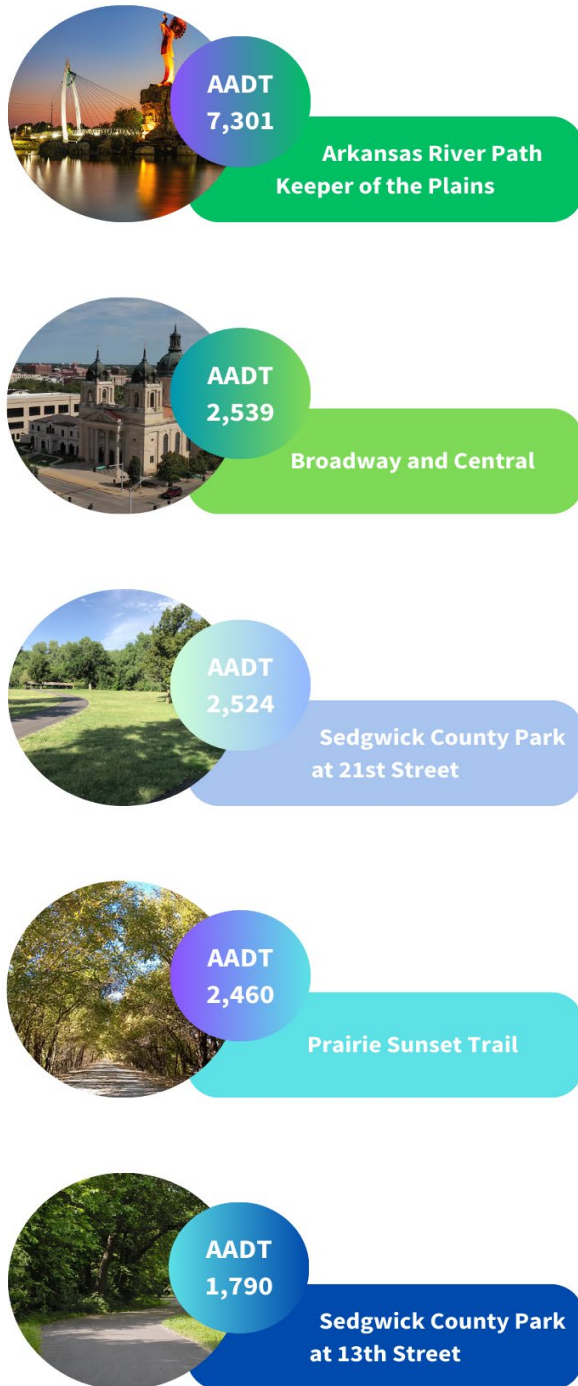 AADT
7,301
Arkansas River Path
Keeper of the Plains
AADT
2,539
Broadway and Central
AADT
2,524
Sedgwick County Park
at 21st Street
AADT
2,460
Prairie Sunset Trail
AADT
1,790
Sedgwick County Park
at 13th Street